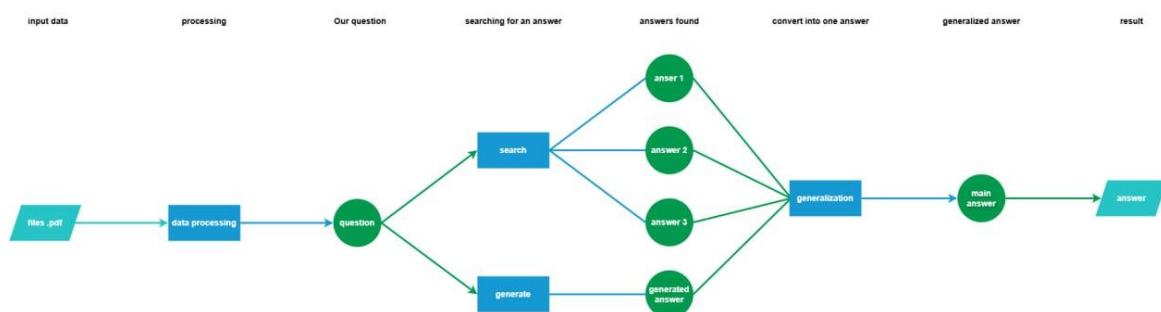 input data
processing
Our question
searching for an answer
answers found
convert into one answer
generalized answer
result
anser 1
search
answer 2
generalization
main
answer
answer
files .pdf
data processing
question
answer 3
generate
generated
answer